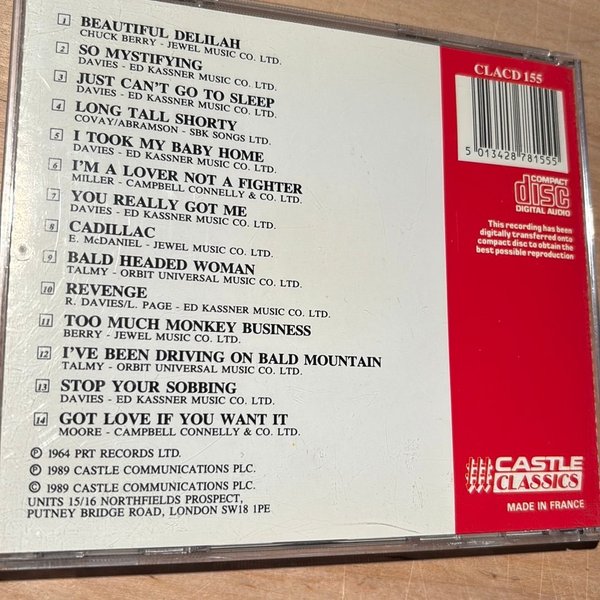 1 BEAUTIFUL DELILAH
CHUCK BERRY - JEWEL MUSIC CO. LTD.
2 SO MYSTIFYING
DAVIES - ED KASSNER MUSIC CO. LTD.
3 JUST CAN'T GO TO SLEEP
DAVIES - ED KASSNER MUSIC CO. LTD.
4 LONG TALL SHORTY
COVAY/ABRAMSON - SBK SONGS LTD.
5 I TOOK MY BABY HOME
DAVIES - ED KASSNER MUSIC CO. LTD.
6 I'M A LOVER NOT A FIGHTER
MILLER - CAMPBELL CONNELLY & CO. LTD.
7 YOU REALLY GOT ME
DAVIES - ED KASSNER MUSIC CO. LTD.
8 CADILLAC
E. McDANIEL - JEWEL MUSIC CO. LTD.
9 BALD HEADED WOMAN
TALMY - ORBIT UNIVERSAL MUSIC CO. LTD.
10 REVENGE
R. DAVIES/L. PAGE - ED KASSNER MUSIC CO. LTD.
11 TOO MUCH MONKEY BUSINESS
BERRY - JEWEL MUSIC CO. LTD.
12 I'VE BEEN DRIVING ON BALD MOUNTAIN
TALMY - ORBIT UNIVERSAL MUSIC CO. LTD.
13 STOP YOUR SOBBING
DAVIES - ED KASSNER MUSIC CO. LTD.
14 GOT LOVE IF YOU WANT IT
MOORE - CAMPBELL CONNELLY & CO. LTD.
Ⓟ 1964 PRT RECORDS LTD.
Ⓟ 1989 CASTLE COMMUNICATIONS PLC.
© 1989 CASTLE COMMUNICATIONS PLC.
UNITS 15/16 NORTHFIELDS PROSPECT,
PUTNEY BRIDGE ROAD, LONDON SW18 1PE
CLACD 155
5 013428 781555
COMPACT
disc
DIGITAL AUDIO
This recording has been
digitally transferred onto
compact disc to obtain the
best possible reproduction
CASTLE
CLASSICS
MADE IN FRANCE